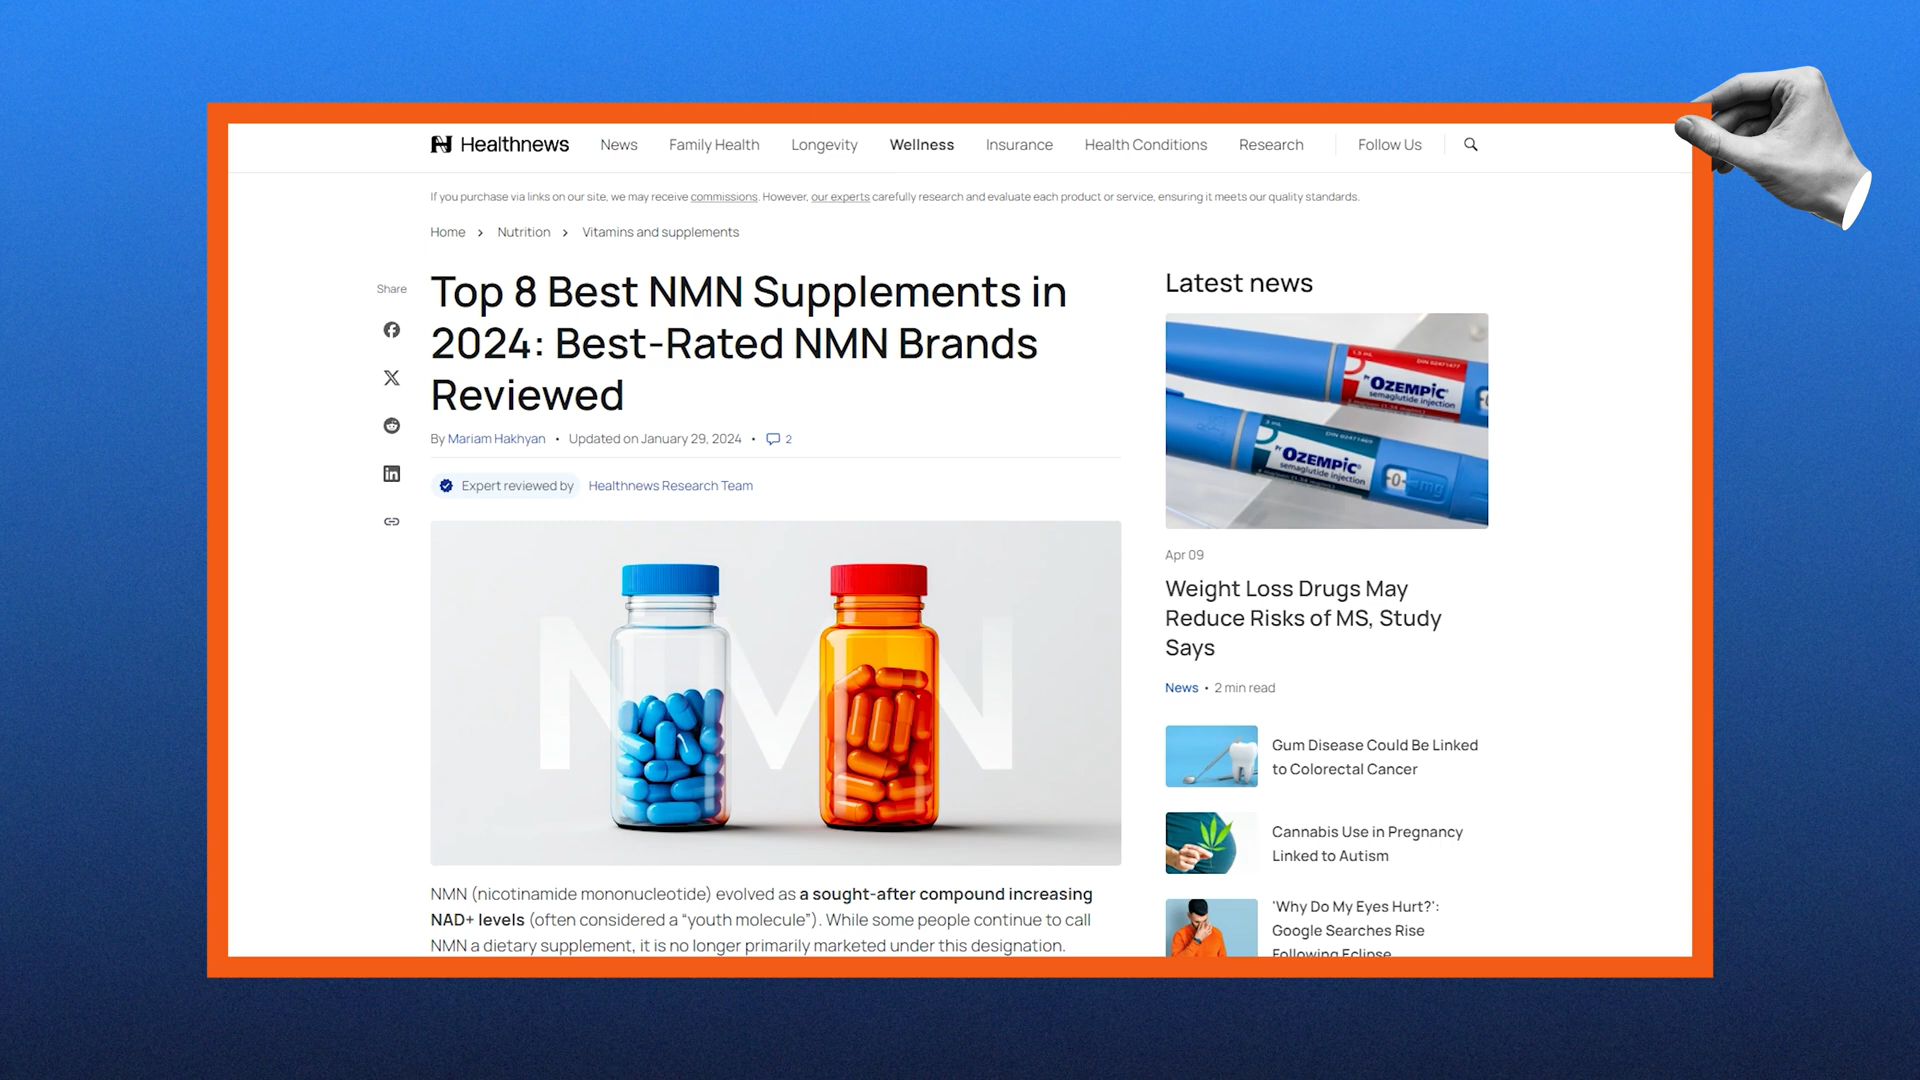 Healthnews
News
Family Health
Longevity
Wellness
Insurance
Health Conditions
Research
Follow Us
If you purchase via links on our site, we may receive commissions. However, our experts carefully research and evaluate each product or service, ensuring it meets our quality standards.
Home > Nutrition > Vitamins and supplements
Share
Top 8 Best NMN Supplements in
2024: Best-Rated NMN Brands
Reviewed
By Mariam Hakhyan • Updated on January 29, 2024 • 2
Expert reviewed by Healthnews Research Team
NMN
NMN (nicotinamide mononucleotide) evolved as a sought-after compound increasing
NAD+ levels (often considered a “youth molecule”). While some people continue to call
NMN a dietary supplement, it is no longer primarily marketed under this designation.
Latest news
OZEMPIC
semaglutide injection
3 mL
OZEMPIC
semaglutide injection
Apr 09
Weight Loss Drugs May
Reduce Risks of MS, Study
Says
News • 2 min read
Gum Disease Could Be Linked
to Colorectal Cancer
Cannabis Use in Pregnancy
Linked to Autism
'Why Do My Eyes Hurt?':
Google Searches Rise
Following Eclipse